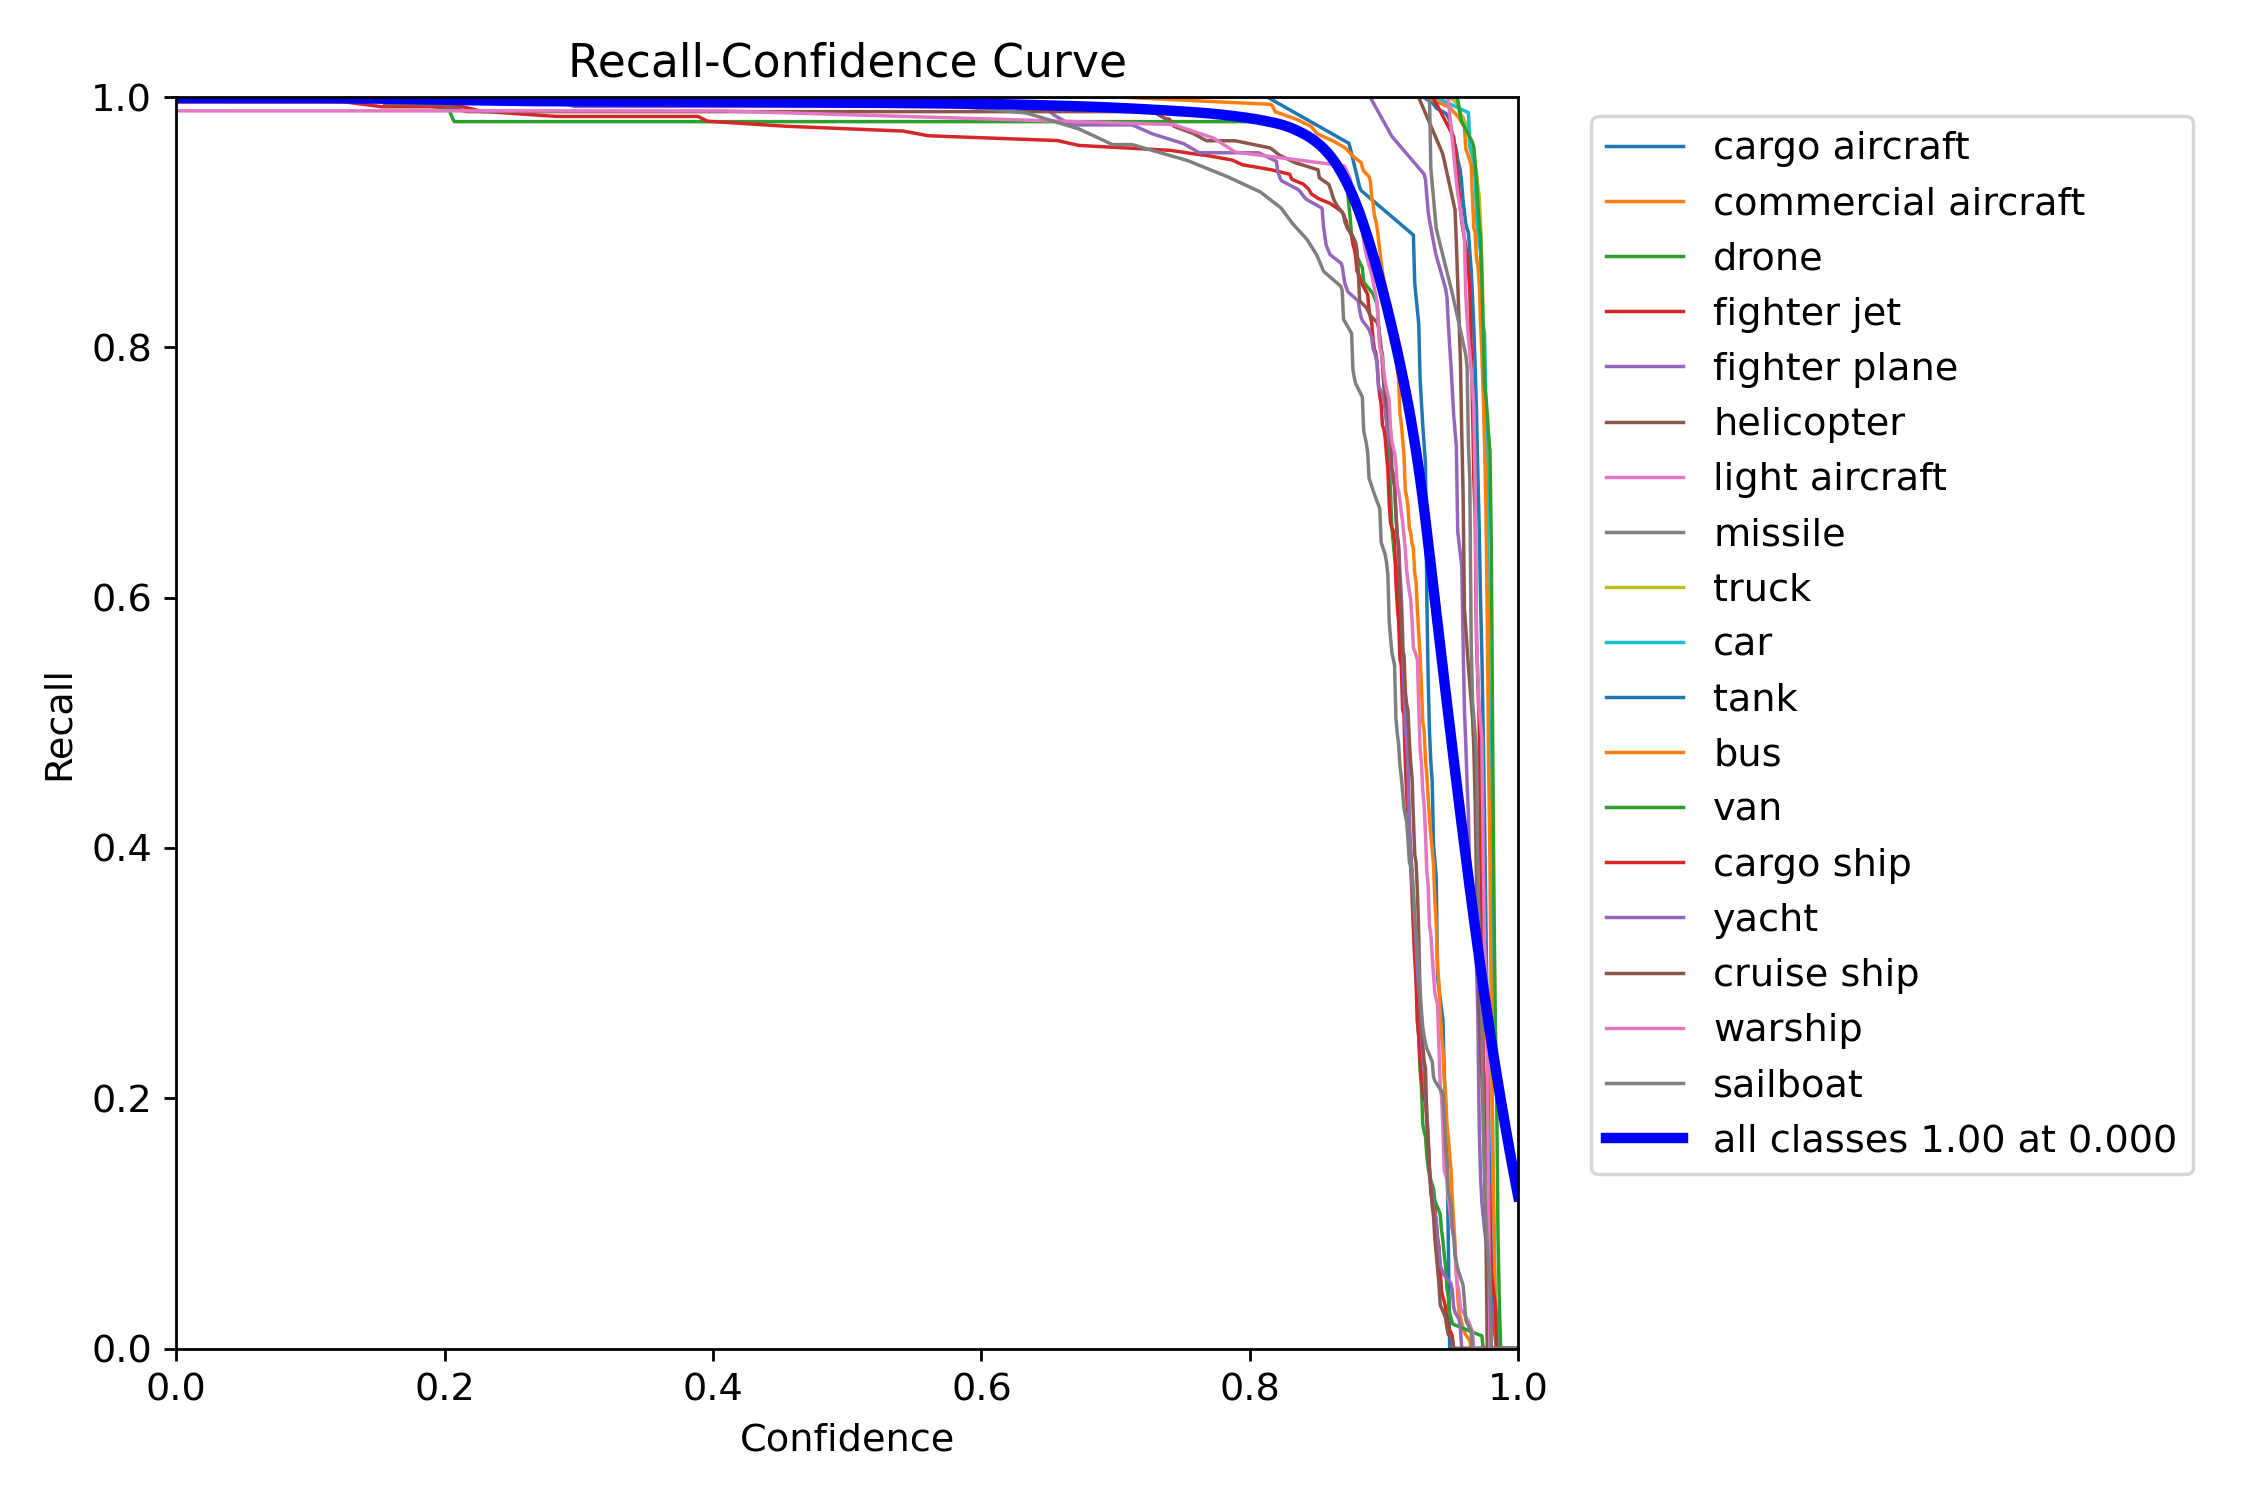 Recall-Confidence Curve
1.0
0.8
0.6
0.4
0.2
0.0
Recall
0.0 0.2 0.4 0.6 0.8 1.0
Confidence
cargo aircraft
commercial aircraft
drone
fighter jet
fighter plane
helicopter
light aircraft
missile
truck
car
tank
bus
van
cargo ship
yacht
cruise ship
warship
sailboat
all classes 1.00 at 0.000